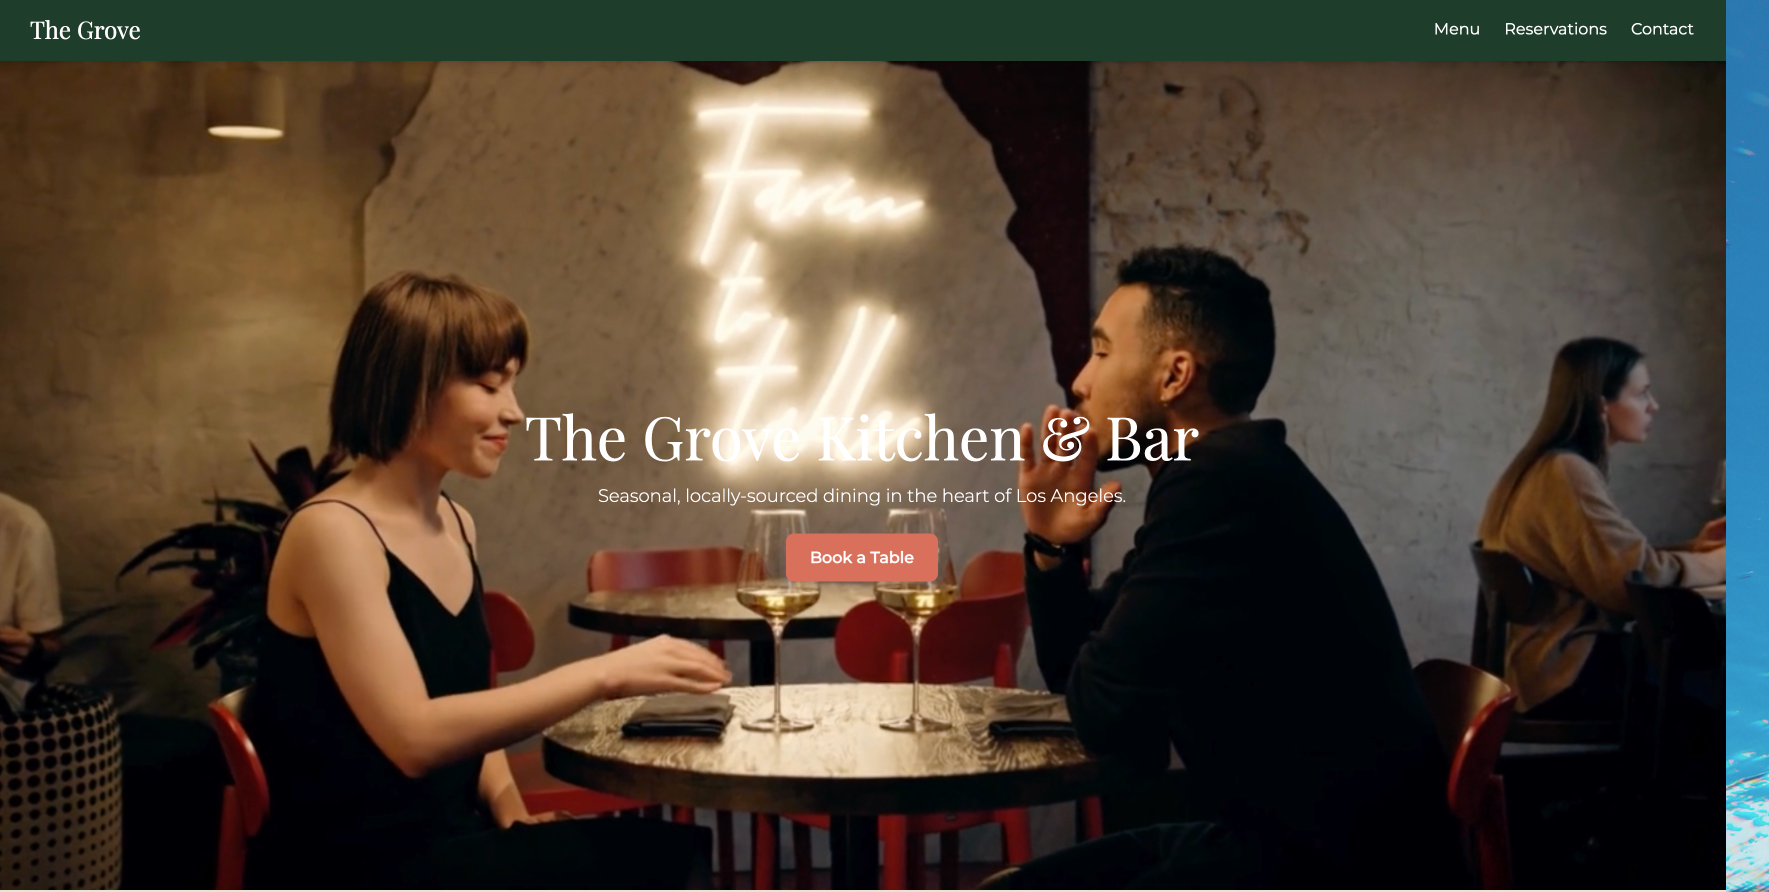 The Grove
Menu Reservations Contact
Farm
to
The Grove Kitchen & Bar
Seasonal, locally-sourced dining in the heart of Los Angeles.
Book a Table